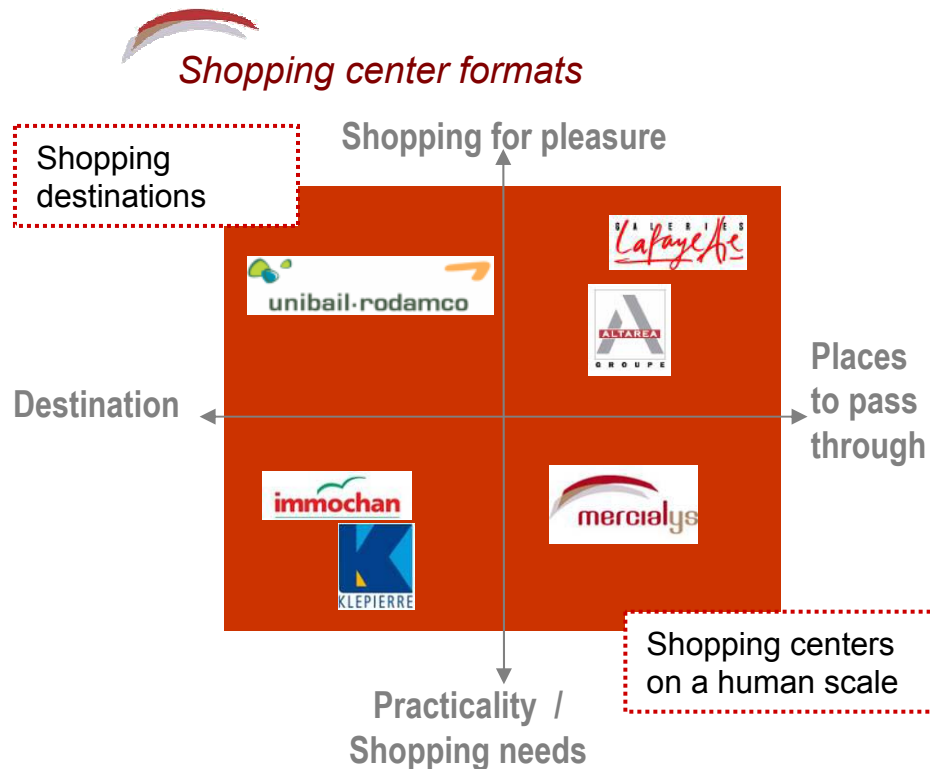 Shopping center formats
Shopping for pleasure
Shopping
destinations
GALERIES
Lafayette
unibail·rodamco
ALTAREA
GROUPE
Places
to pass
through
Destination
immochan
mercialys
KLEPIERRE
Shopping centers
on a human scale
Practicality /
Shopping needs